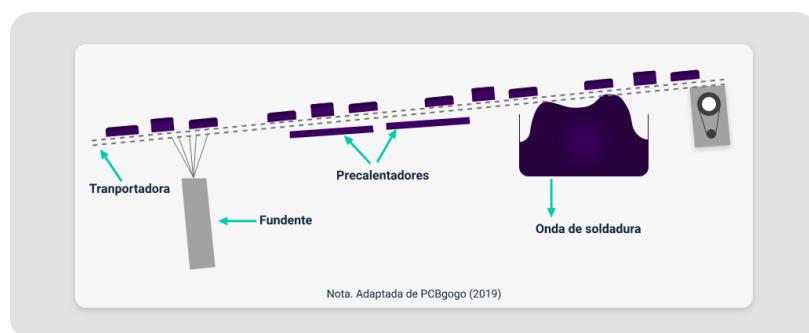 Precalentadores
Tranportadora
Fundente
Onda de soldadura
Nota. Adaptada de PCBgogo (2019)